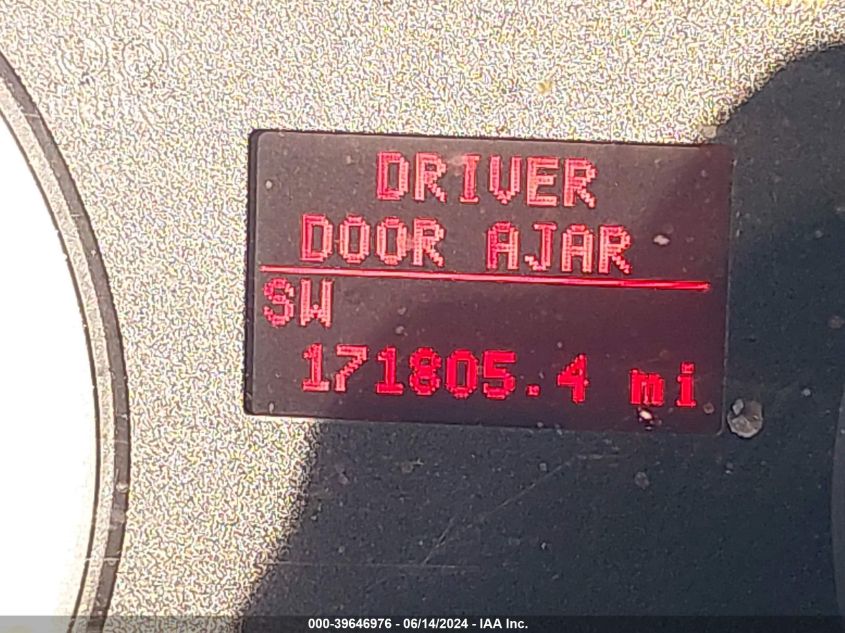 DRIVER
DOOR AJAR
SW
171805.4 mi
000-39646976 - 06/14/2024 - IAA Inc.